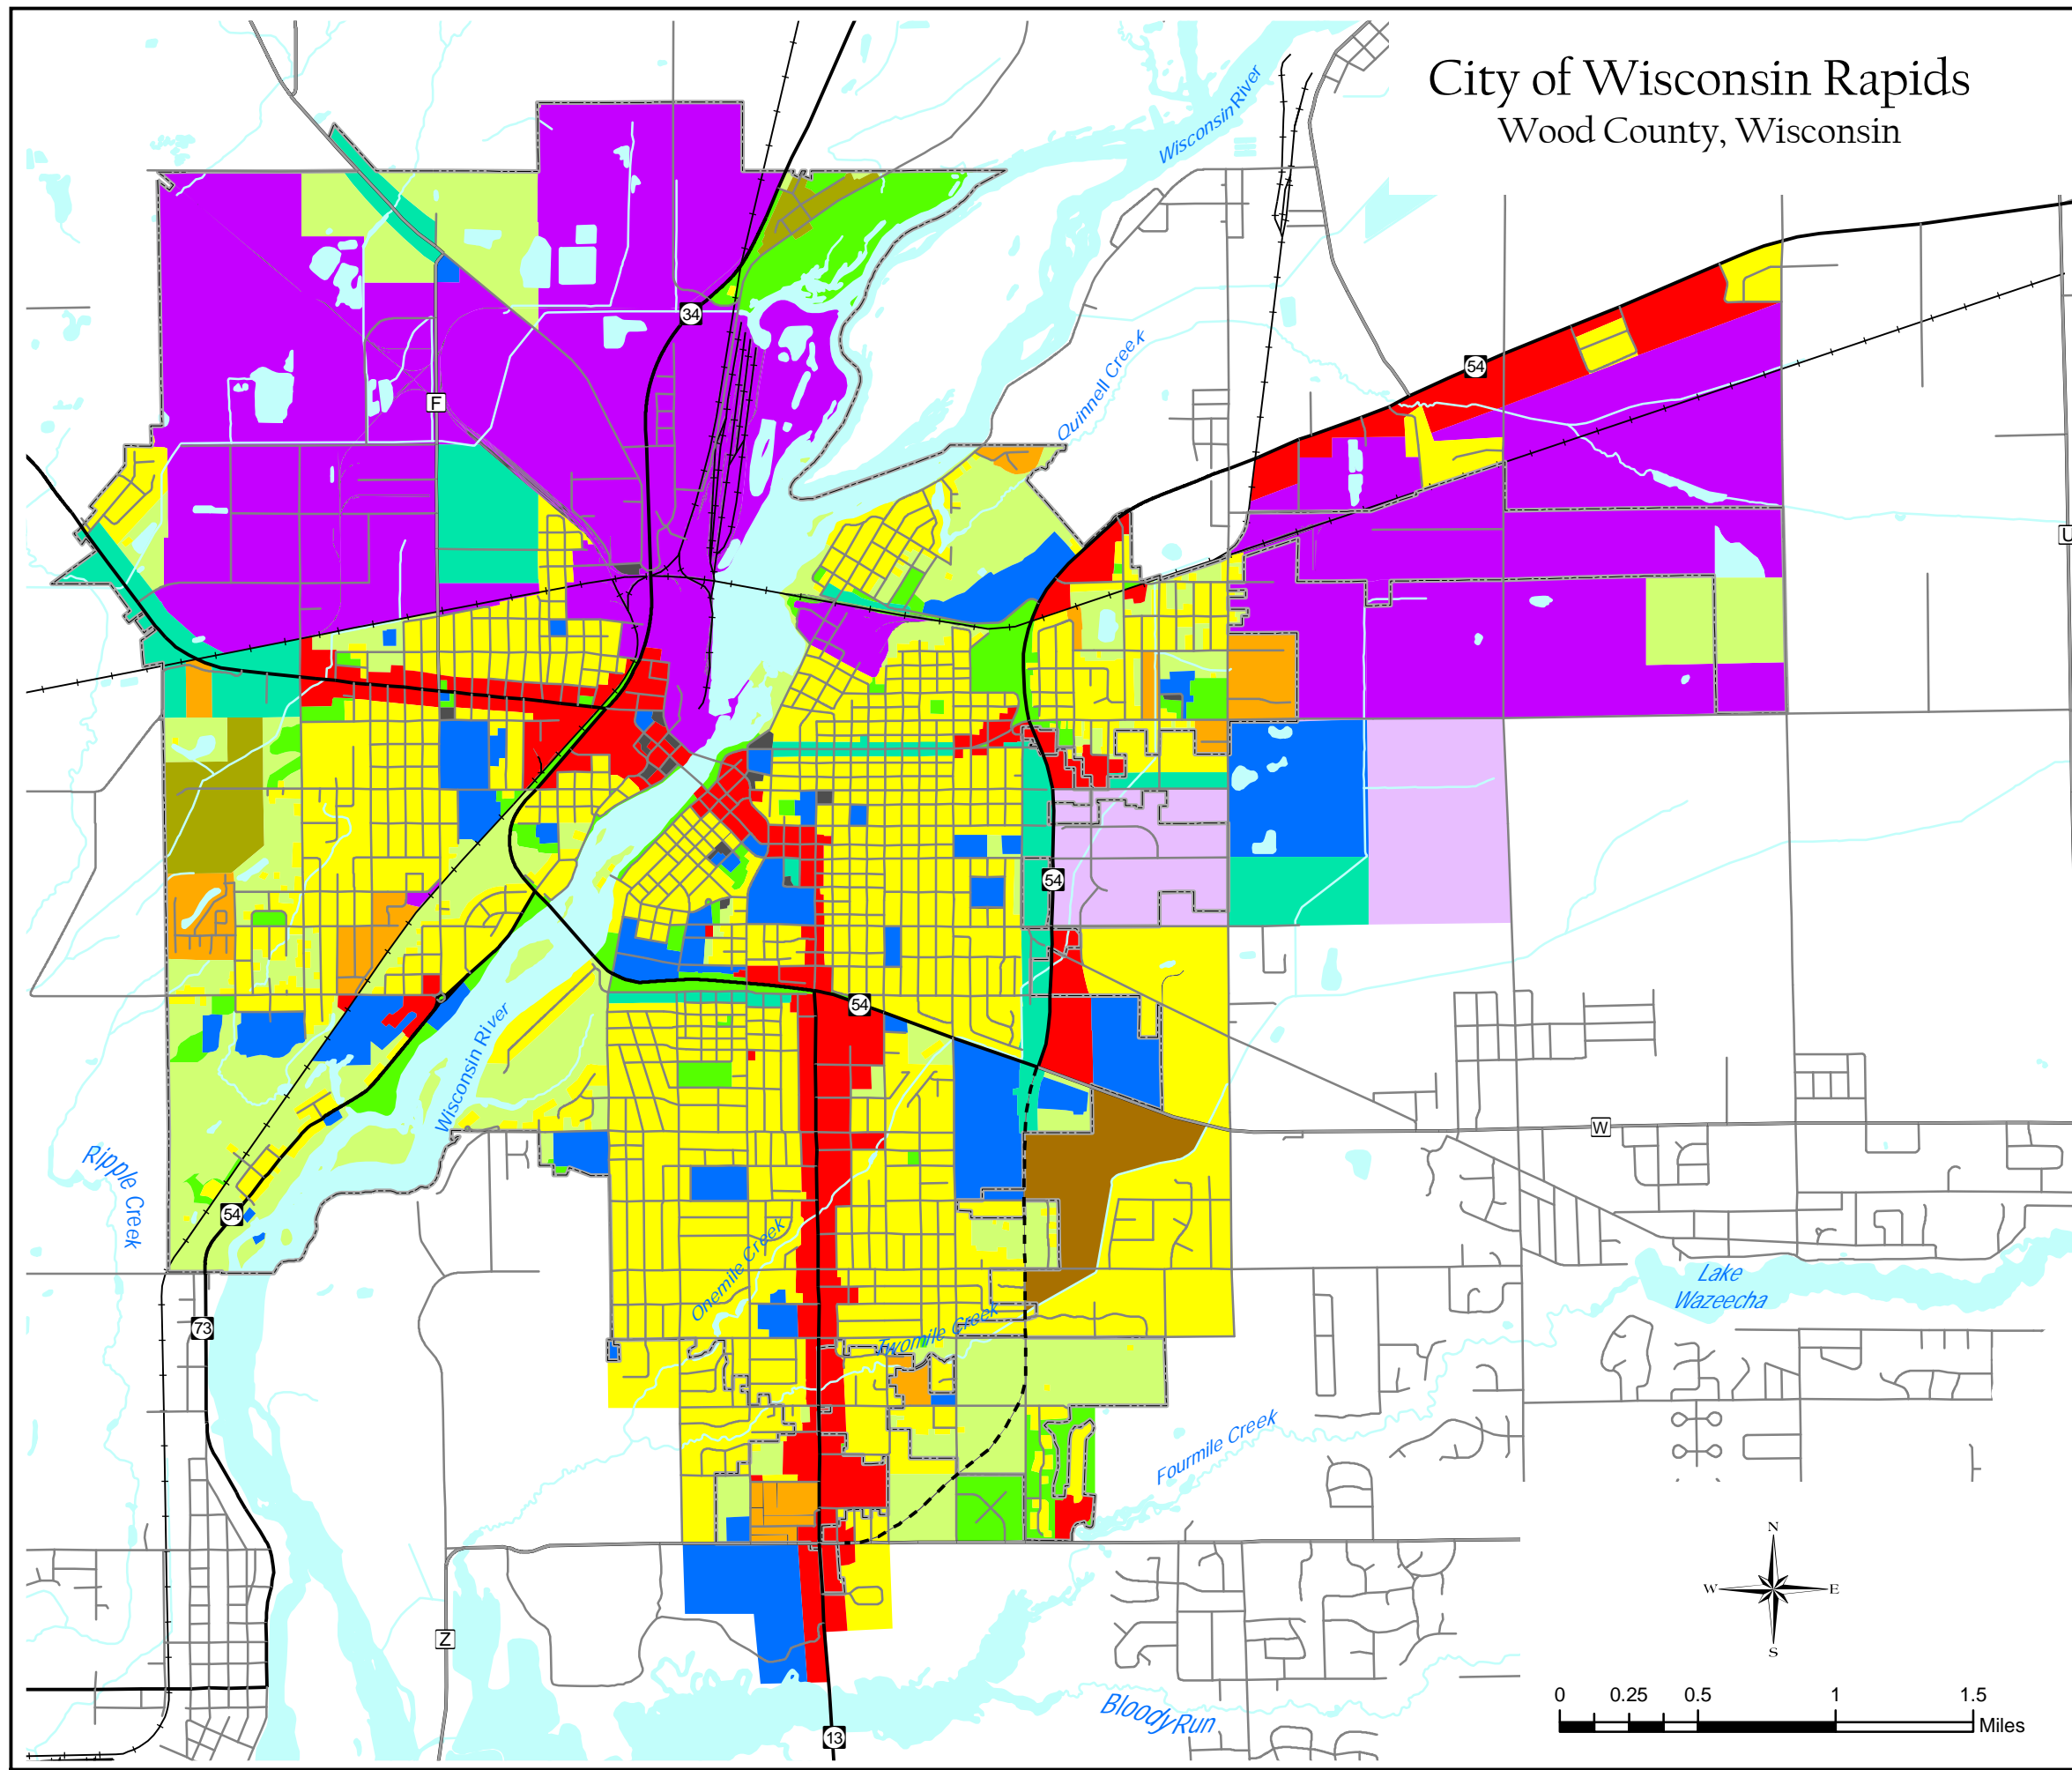 City of Wisconsin Rapids
Wood County, Wisconsin
Wisconsin River
34
Quinnell Creek
54
F
U
54
54
Wisconsin River
W
Ripple
Creek
54
Onemile Creek
Lake
Wazeecha
73
Twomile Creek
Fourmile Creek
N
W
E
S
Z
Bloody Run
13
0
0.25
0.5
1
1.5
Miles